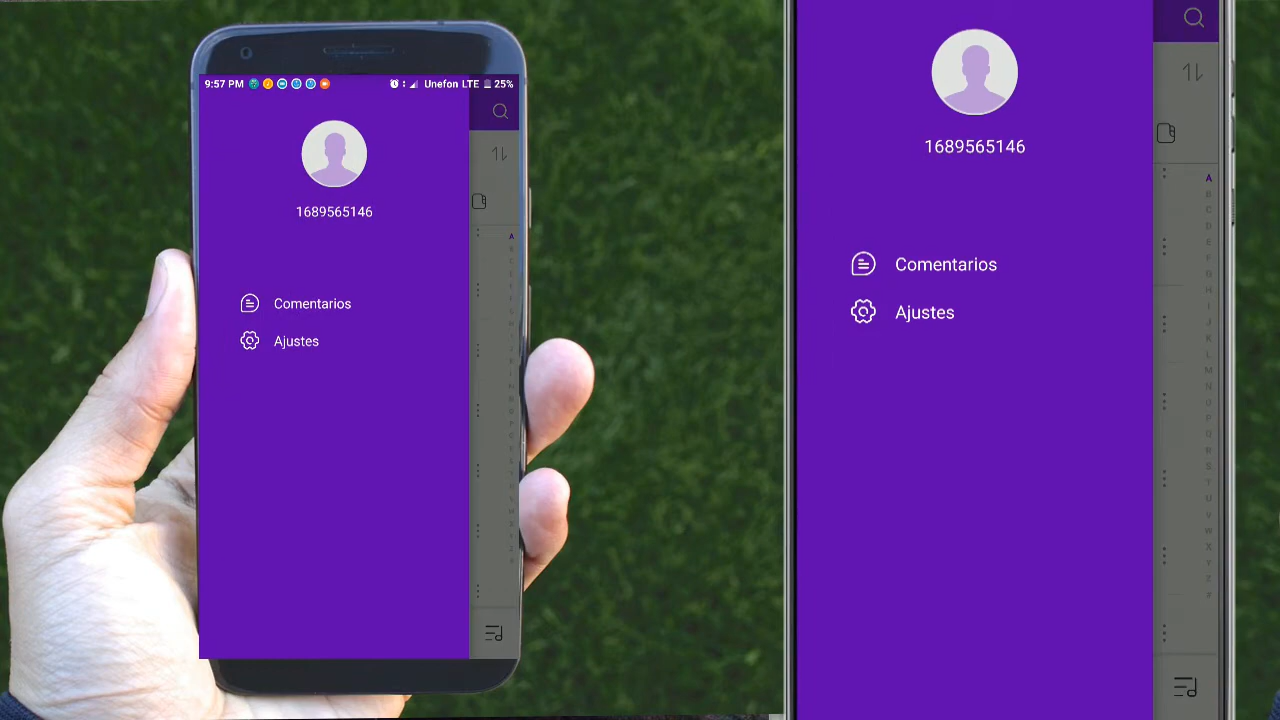 9:57 PM
Unefon LTE
25%
1689565146
Comentarios
Ajustes
A
1689565146
Comentarios
Ajustes
A
B
C
D
E
F
G
H
I
J
K
L
M
N
O
P
Q
R
S
T
U
V
W
X
Y
Z
#